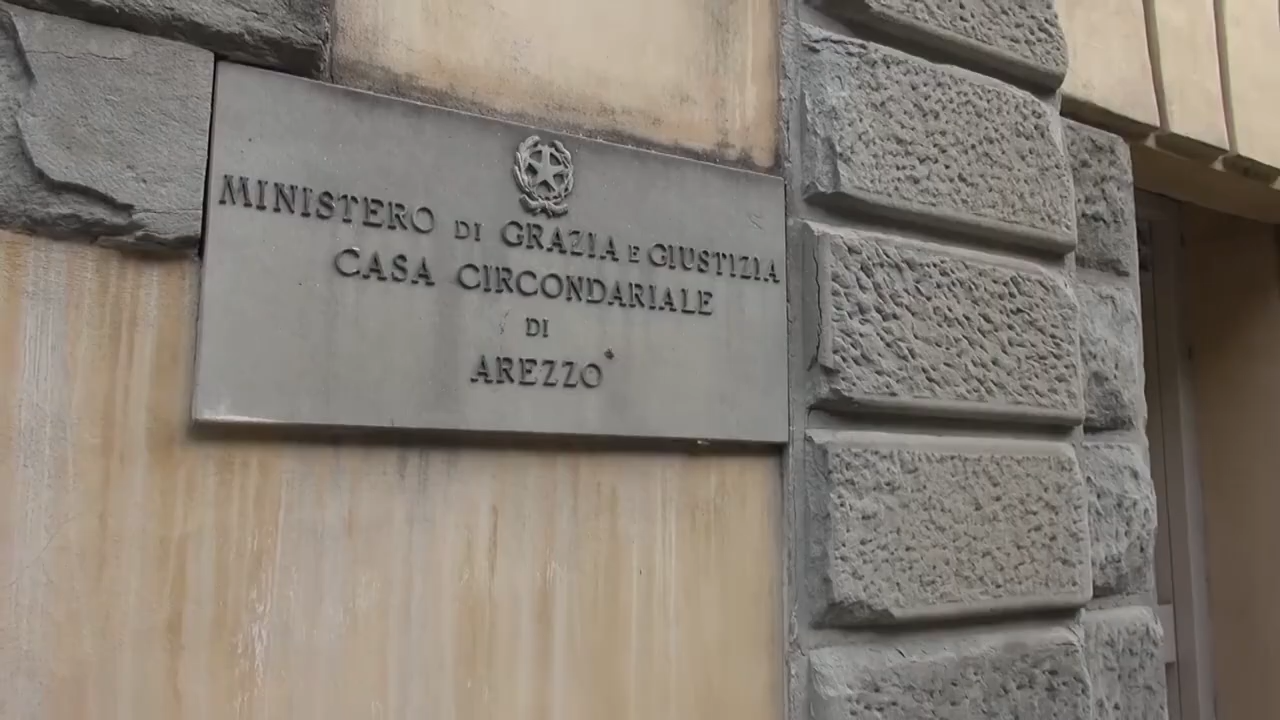 MINISTERO DI GRAZIA E GIUSTIZIA
CASA CIRCONDARIALE
DI
AREZZO